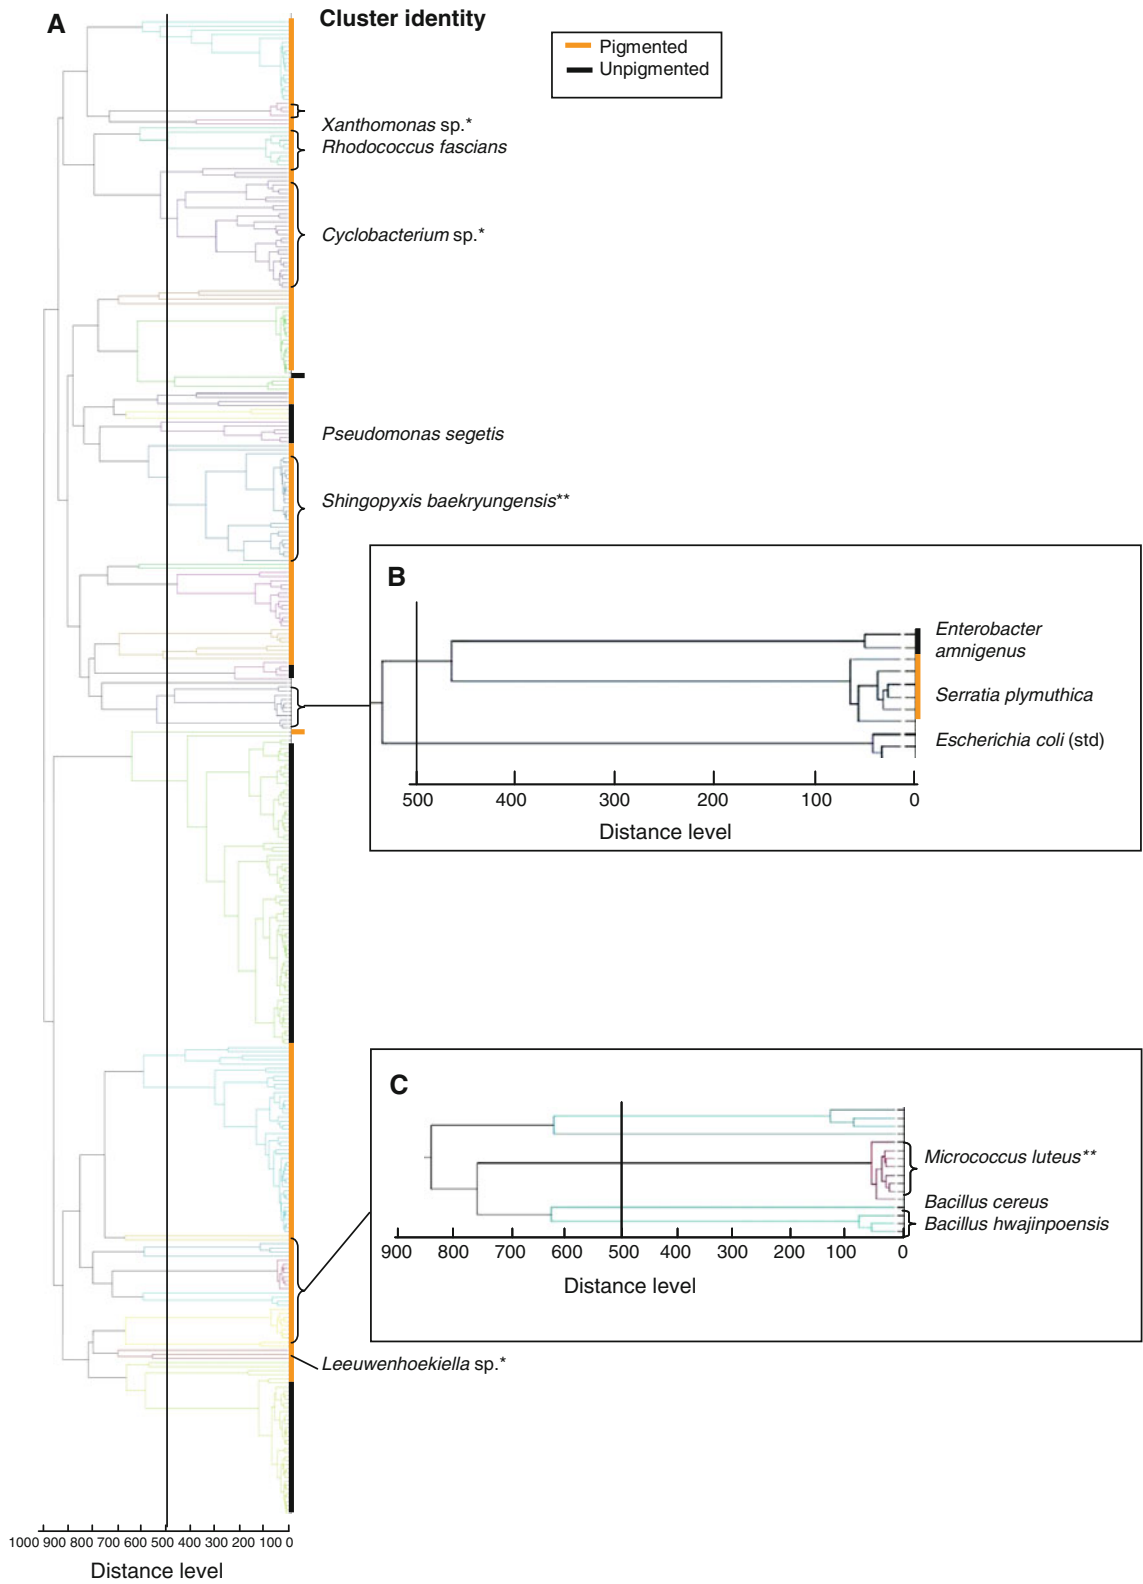 A
Cluster identity
Pigmented
Unpigmented
Xanthomonas sp.*
Rhodococcus fascians
Cyclobacterium sp.*
Pseudomonas segetis
Shingopyxis baekryungensis**
B
Enterobacter
amnigenus
Serratia plymuthica
Escherichia coli (std)
500 400 300 200 100 0
Distance level
C
Micrococcus luteus**
Bacillus cereus
Bacillus hwajinpoensis
900 800 700 600 500 400 300 200 100 0
Distance level
Leeuwenhoekiella sp.*
1000 900 800 700 600 500 400 300 200 100 0
Distance level